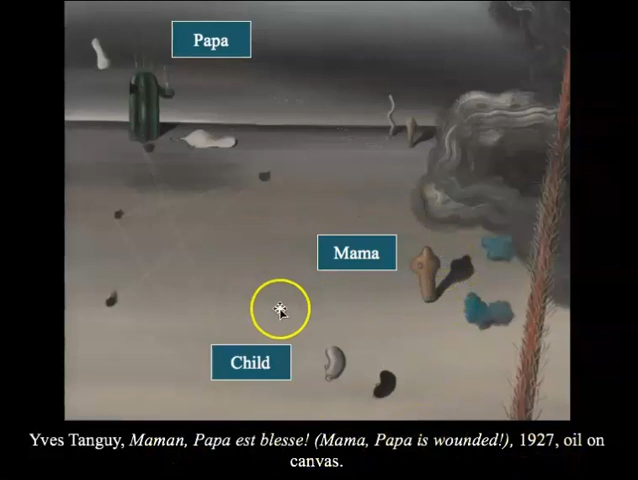 Papa
Mama
Child
Yves Tanguy, Maman, Papa est blesse! (Mama, Papa is wounded!), 1927, oil on
canvas.